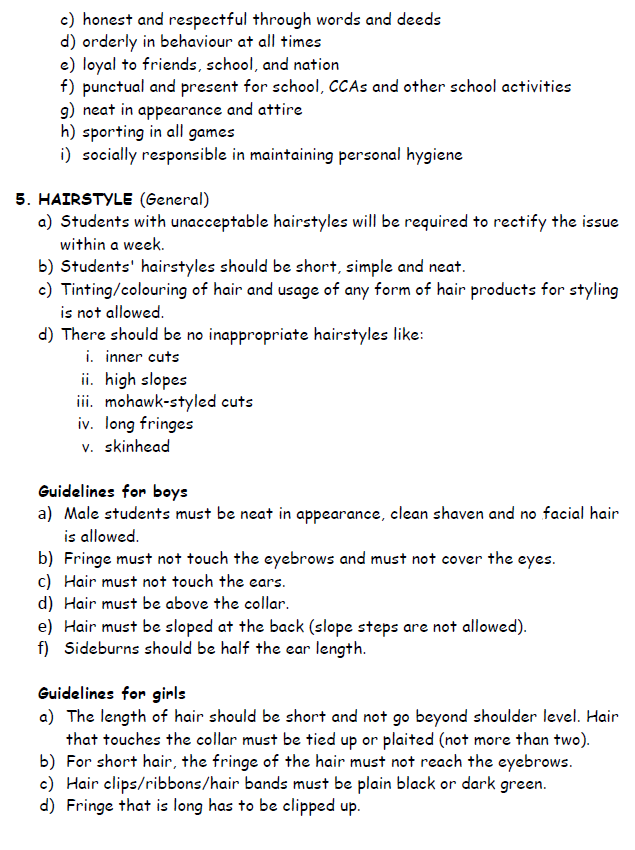 c) honest and respectful through words and deeds
d) orderly in behaviour at all times
e) loyal to friends, school, and nation
f) punctual and present for school, CCAs and other school activities
g) neat in appearance and attire
h) sporting in all games
i) socially responsible in maintaining personal hygiene
5. HAIRSTYLE (General)
a) Students with unacceptable hairstyles will be required to rectify the issue
within a week.
b) Students' hairstyles should be short, simple and neat.
c) Tinting/colouring of hair and usage of any form of hair products for styling
is not allowed.
d) There should be no inappropriate hairstyles like:
i. inner cuts
ii. high slopes
iii. mohawk-styled cuts
iv. long fringes
v. skinhead
Guidelines for boys
a) Male students must be neat in appearance, clean shaven and no facial hair
is allowed.
b) Fringe must not touch the eyebrows and must not cover the eyes.
c) Hair must not touch the ears.
d) Hair must be above the collar.
e) Hair must be sloped at the back (slope steps are not allowed).
f) Sideburns should be half the ear length.
Guidelines for girls
a) The length of hair should be short and not go beyond shoulder level. Hair
that touches the collar must be tied up or plaited (not more than two).
b) For short hair, the fringe of the hair must not reach the eyebrows.
c) Hair clips/ribbons/hair bands must be plain black or dark green.
d) Fringe that is long has to be clipped up.